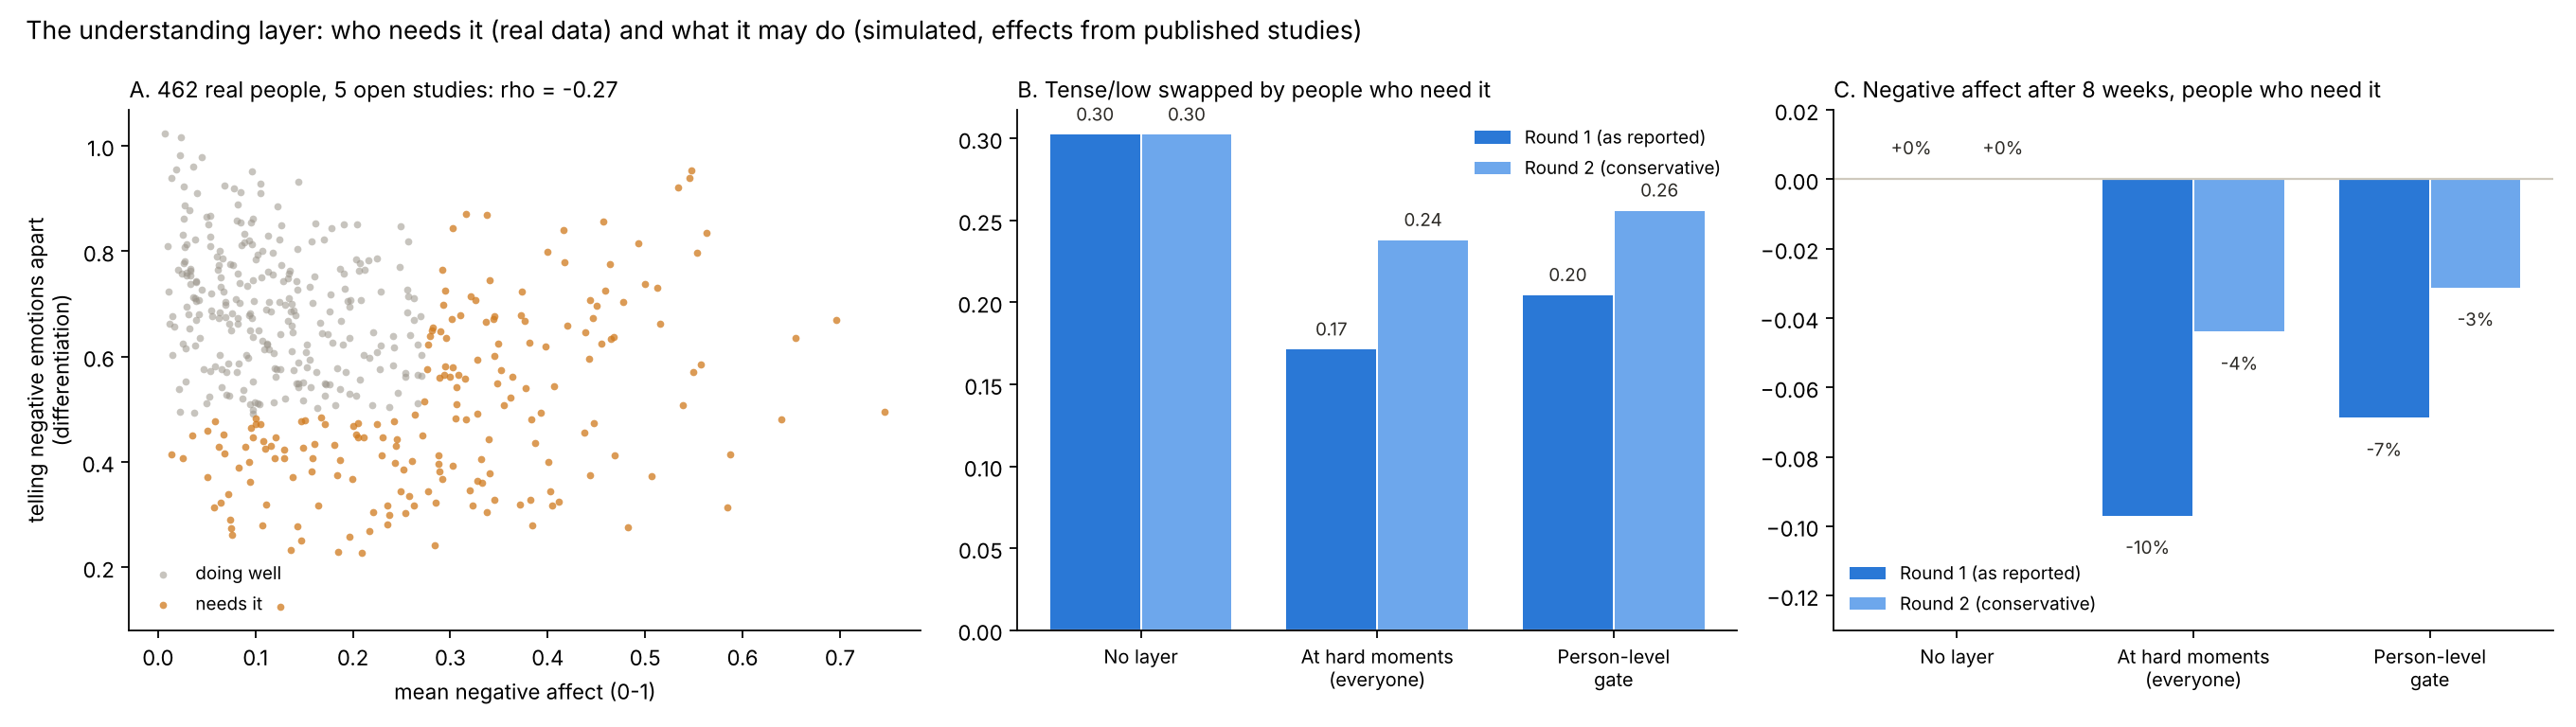 The understanding layer: who needs it (real data) and what it may do (simulated, effects from published studies)
A. 462 real people, 5 open studies: rho = -0.27
telling negative emotions apart
(differentiation)
1.0
0.8
0.6
0.4
0.2
doing well
needs it
0.0 0.1 0.2 0.3 0.4 0.5 0.6 0.7
mean negative affect (0-1)
B. Tense/low swapped by people who need it
0.30
0.25
0.20
0.15
0.10
0.05
0.00
0.30 0.30
0.17 0.24
0.20 0.26
Round 1 (as reported)
Round 2 (conservative)
No layer
At hard moments
(everyone)
Person-level
gate
C. Negative affect after 8 weeks, people who need it
0.02
0.00
−0.02
−0.04
−0.06
−0.08
−0.10
−0.12
+0% +0%
-10% -4%
-7% -3%
Round 1 (as reported)
Round 2 (conservative)
No layer
At hard moments
(everyone)
Person-level
gate